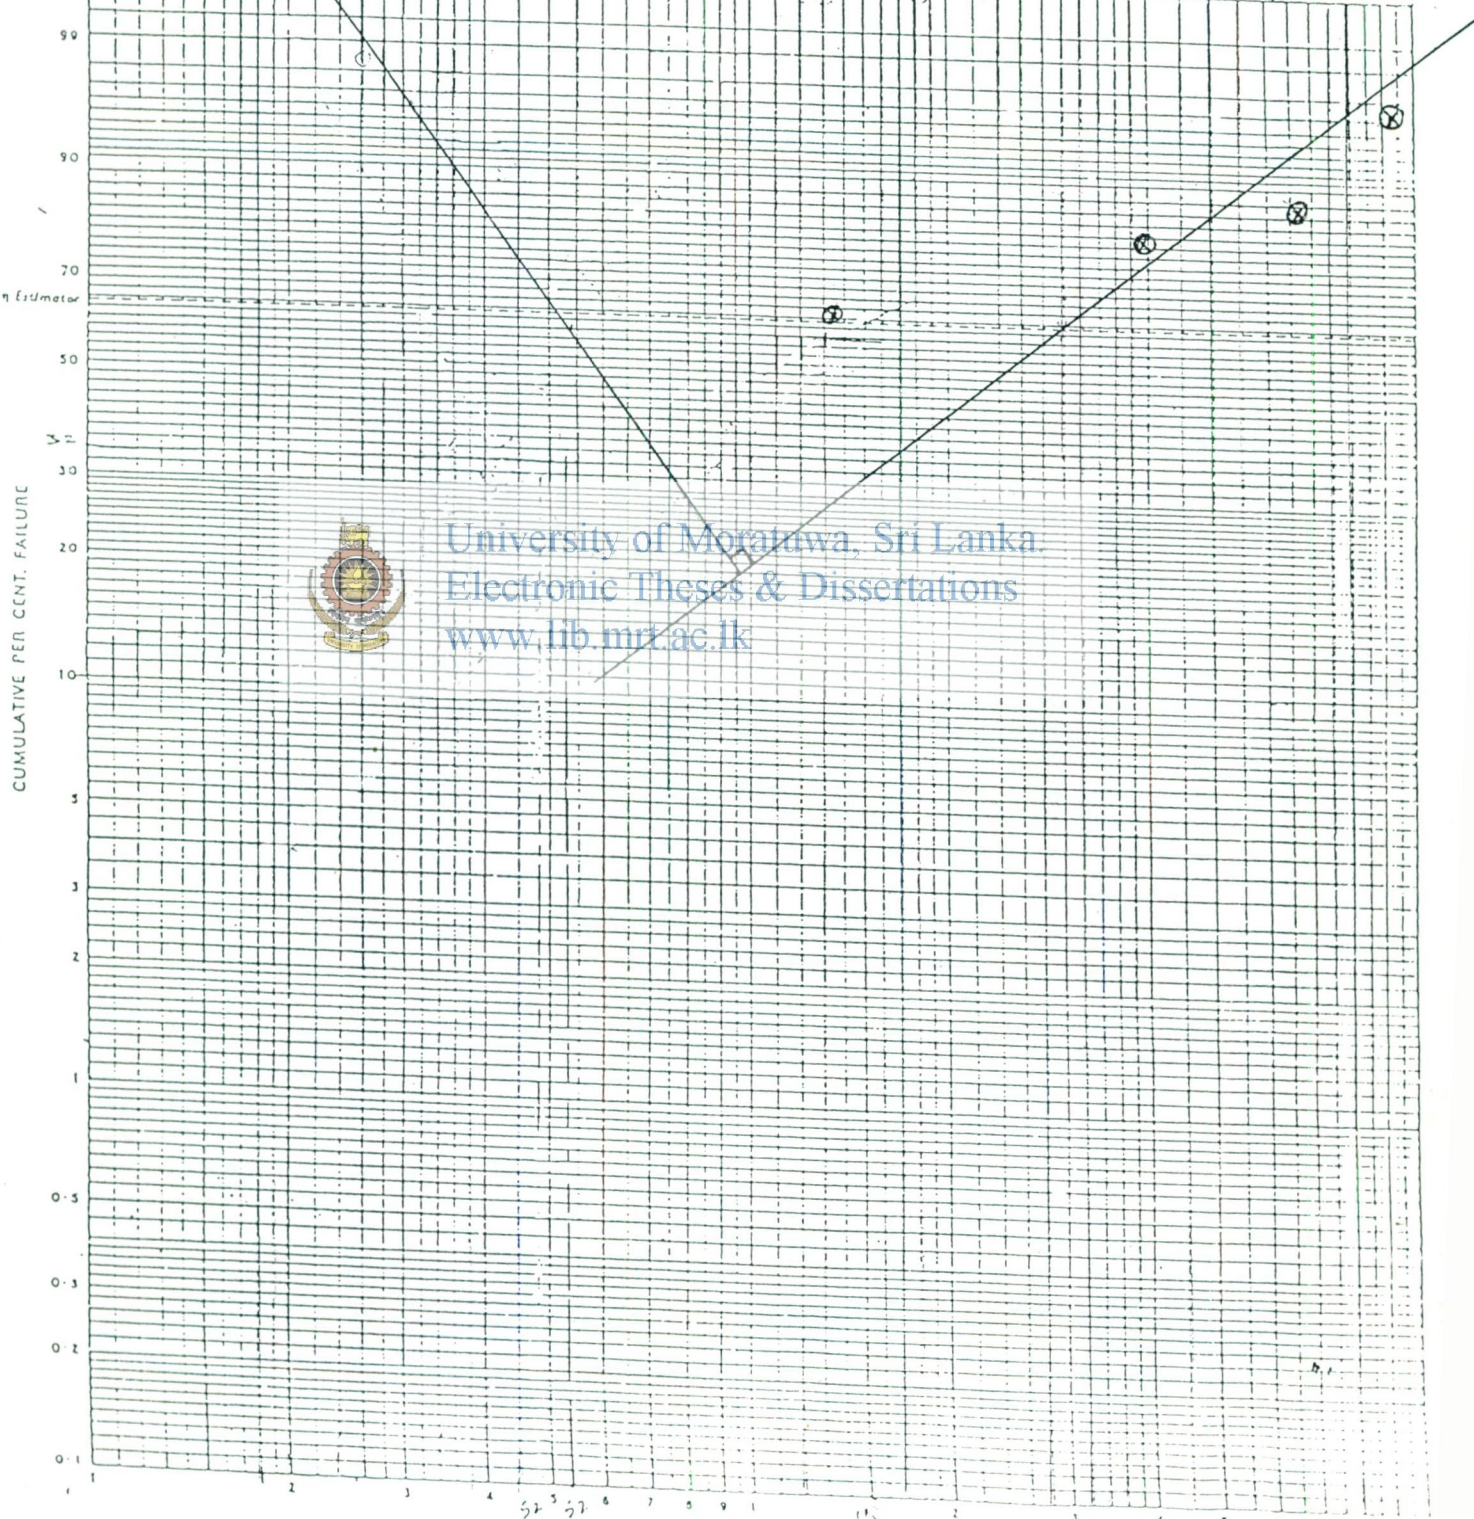 99
90
70
η Estimator
50
30
20
10
5
3
2
1
0·5
0·3
0·2
0·1
CUMULATIVE PER CENT. FAILURE
University of Moratuwa, Sri Lanka.
Electronic Theses & Dissertations
www.lib.mrt.ac.lk
1 2 3 4 5 6 7 8 9 1 2